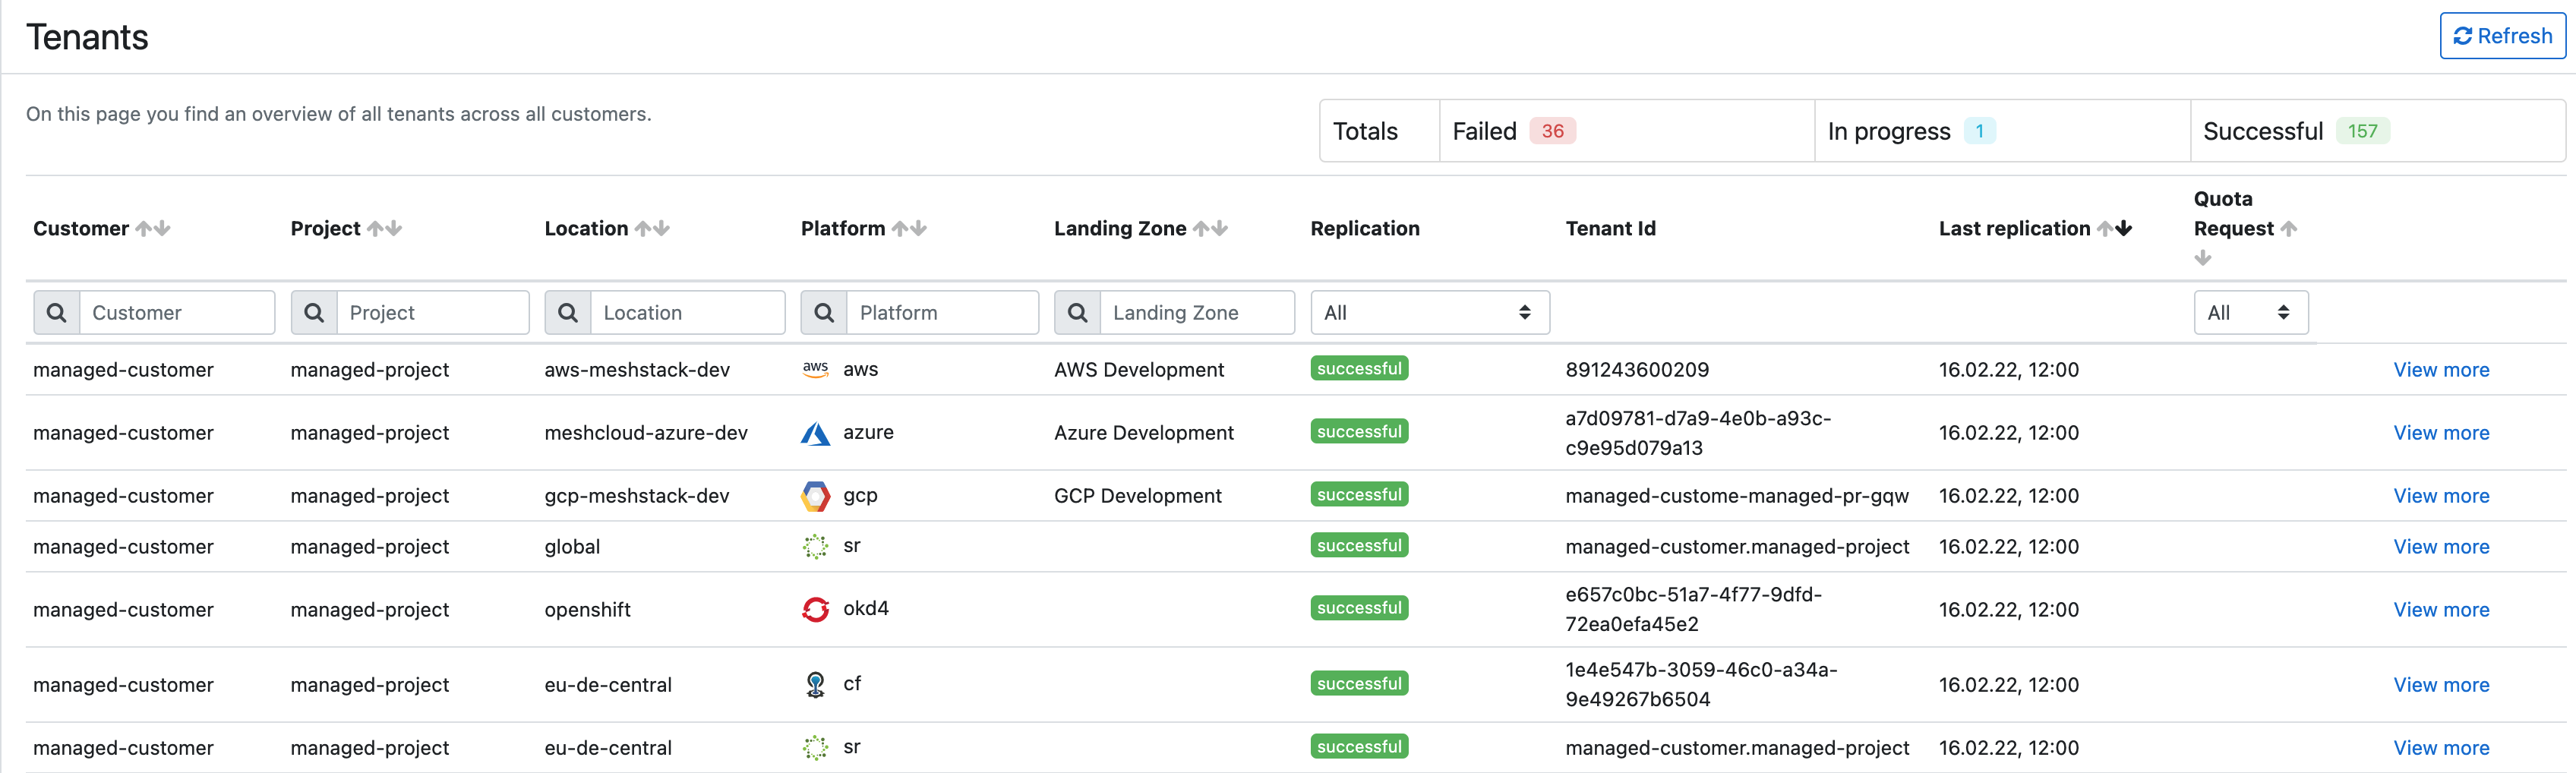 Tenants
Refresh
On this page you find an overview of all tenants across all customers.
Totals Failed 36 In progress 1 Successful 157
Customer Project Location Platform Landing Zone Replication Tenant Id Last replication Quota Request
Customer Project Location Platform Landing Zone All All
managed-customer managed-project aws-meshstack-dev aws aws AWS Development successful 891243600209 16.02.22, 12:00 View more
managed-customer managed-project meshcloud-azure-dev azure Azure Development successful a7d09781-d7a9-4e0b-a93c-
c9e95d079a13 16.02.22, 12:00 View more
managed-customer managed-project gcp-meshstack-dev gcp GCP Development successful managed-custome-managed-pr-gqw 16.02.22, 12:00 View more
managed-customer managed-project global sr successful managed-customer.managed-project 16.02.22, 12:00 View more
managed-customer managed-project openshift okd4 successful e657c0bc-51a7-4f77-9dfd-
72ea0efa45e2 16.02.22, 12:00 View more
managed-customer managed-project eu-de-central cf successful 1e4e547b-3059-46c0-a34a-
9e49267b6504 16.02.22, 12:00 View more
managed-customer managed-project eu-de-central sr successful managed-customer.managed-project 16.02.22, 12:00 View more